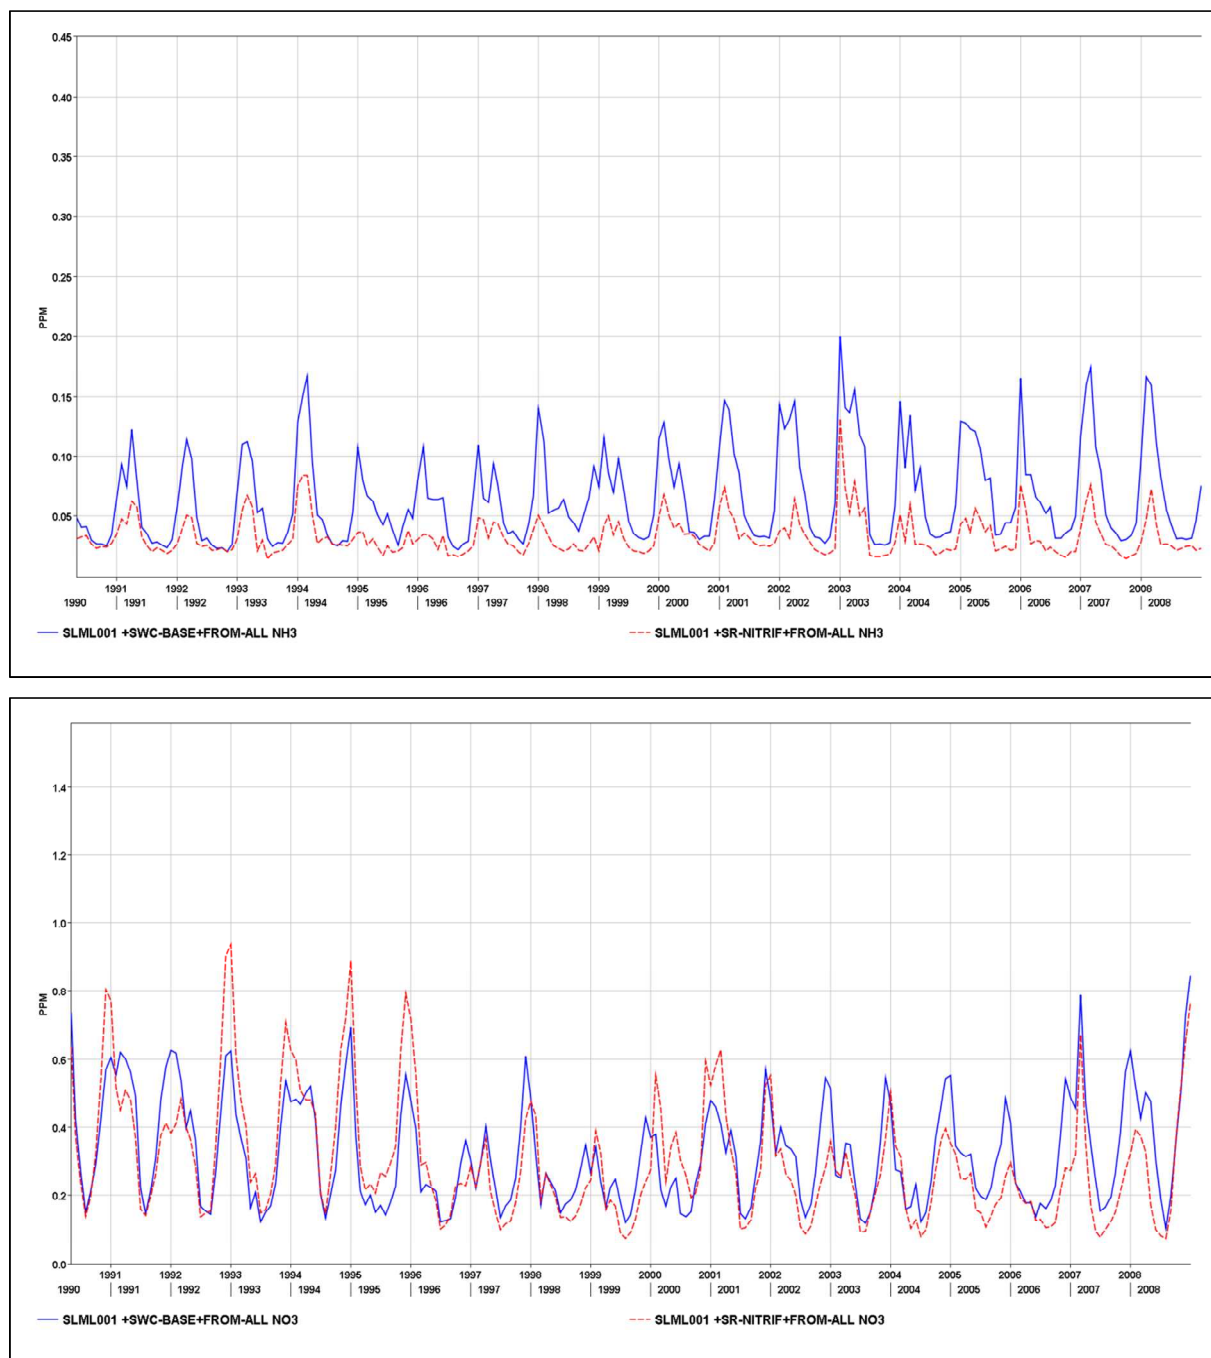 0.45
0.40
0.35
0.30
0.25
0.20
0.15
0.10
0.05
PPM
1991 1992 1993 1994 1995 1996 1997 1998 1999 2000 2001 2002 2003 2004 2005 2006 2007 2008
1990 | 1991 | 1992 | 1993 | 1994 | 1995 | 1996 | 1997 | 1998 | 1999 | 2000 | 2001 | 2002 | 2003 | 2004 | 2005 | 2006 | 2007 | 2008
SLML001 +SWC-BASE+FROM-ALL NH3 SLML001 +SR-NITRIF+FROM-ALL NH3
1.4
1.2
1.0
0.8
0.6
0.4
0.2
0.0
PPM
1991 1992 1993 1994 1995 1996 1997 1998 1999 2000 2001 2002 2003 2004 2005 2006 2007 2008
1990 | 1991 | 1992 | 1993 | 1994 | 1995 | 1996 | 1997 | 1998 | 1999 | 2000 | 2001 | 2002 | 2003 | 2004 | 2005 | 2006 | 2007 | 2008
SLML001 +SWC-BASE+FROM-ALL NO3 SLML001 +SR-NITRIF+FROM-ALL NO3